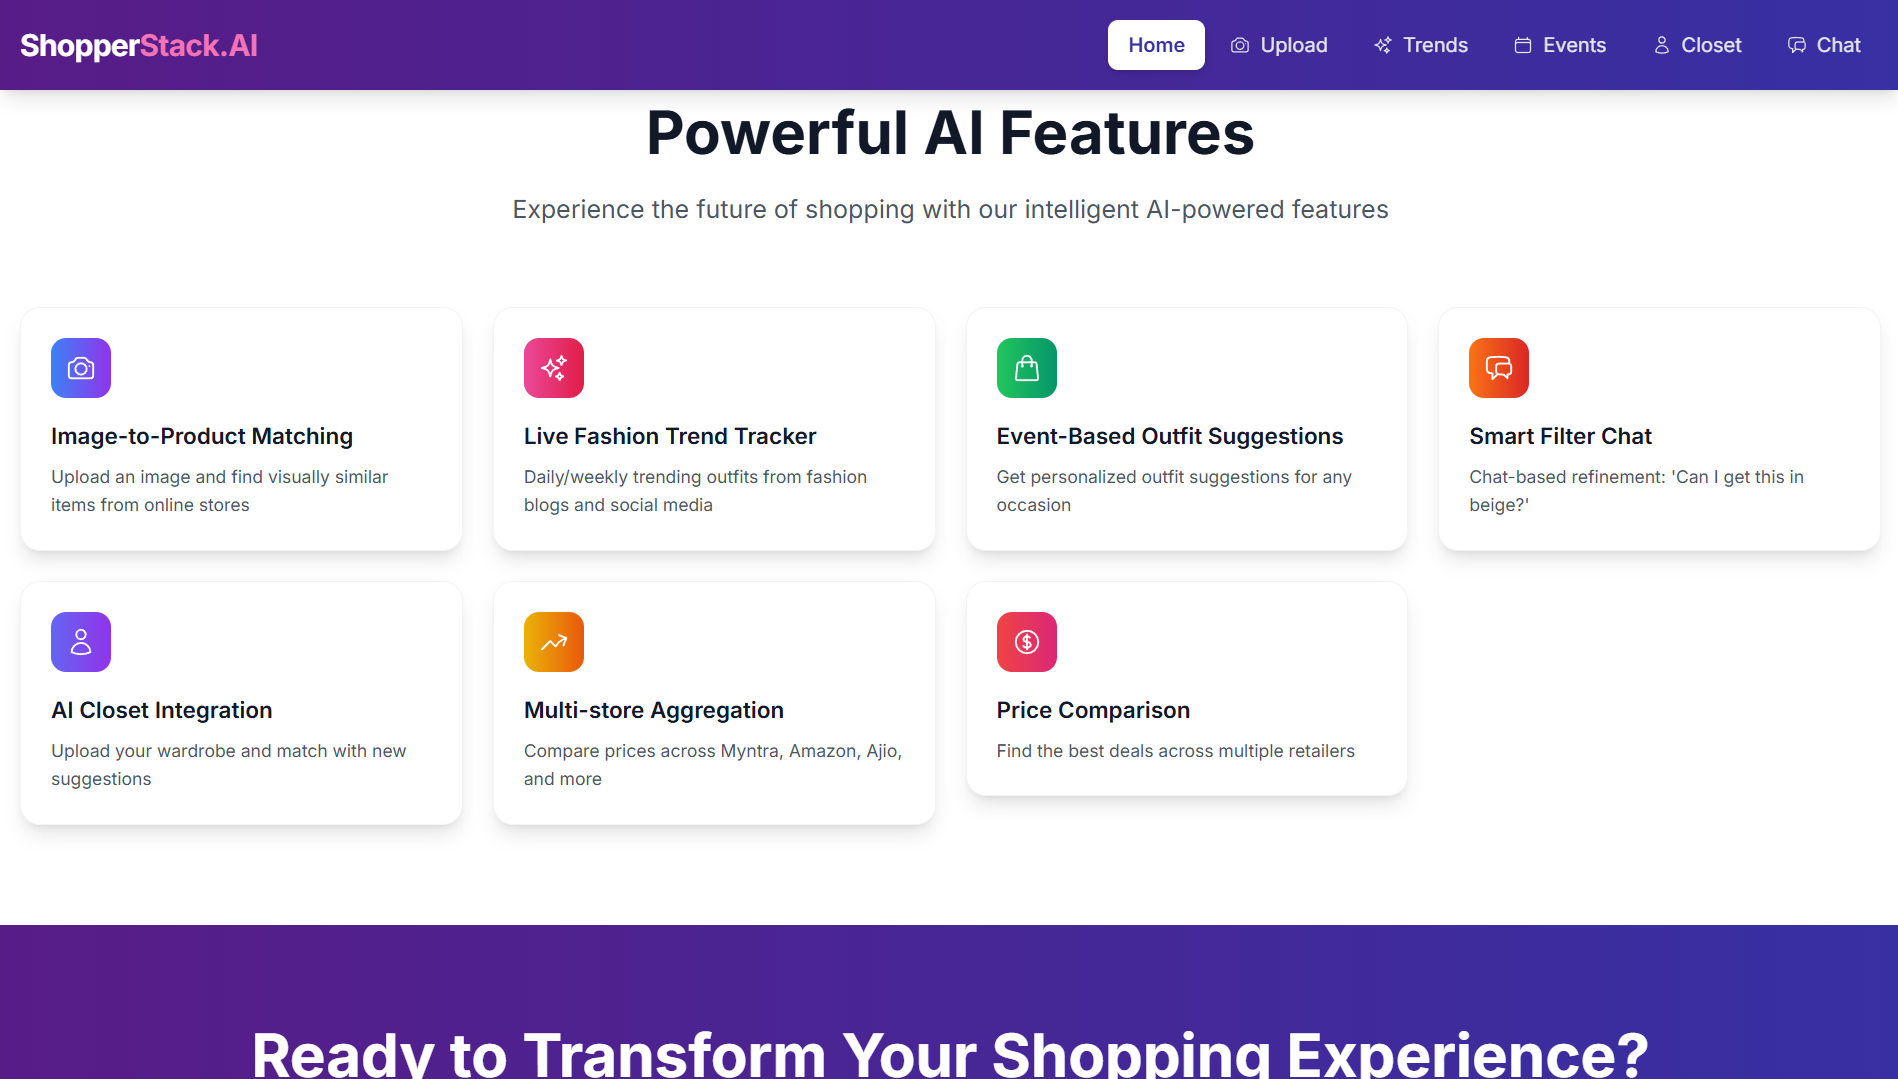 ShopperStack.AI
Home
Upload
Trends
Events
Closet
Chat
Powerful AI Features
Experience the future of shopping with our intelligent AI-powered features
Image-to-Product Matching
Upload an image and find visually similar
items from online stores
Live Fashion Trend Tracker
Daily/weekly trending outfits from fashion
blogs and social media
Event-Based Outfit Suggestions
Get personalized outfit suggestions for any
occasion
Smart Filter Chat
Chat-based refinement: 'Can I get this in
beige?'
AI Closet Integration
Upload your wardrobe and match with new
suggestions
Multi-store Aggregation
Compare prices across Myntra, Amazon, Ajio,
and more
Price Comparison
Find the best deals across multiple retailers
Ready to Transform Your Shopping Experience?